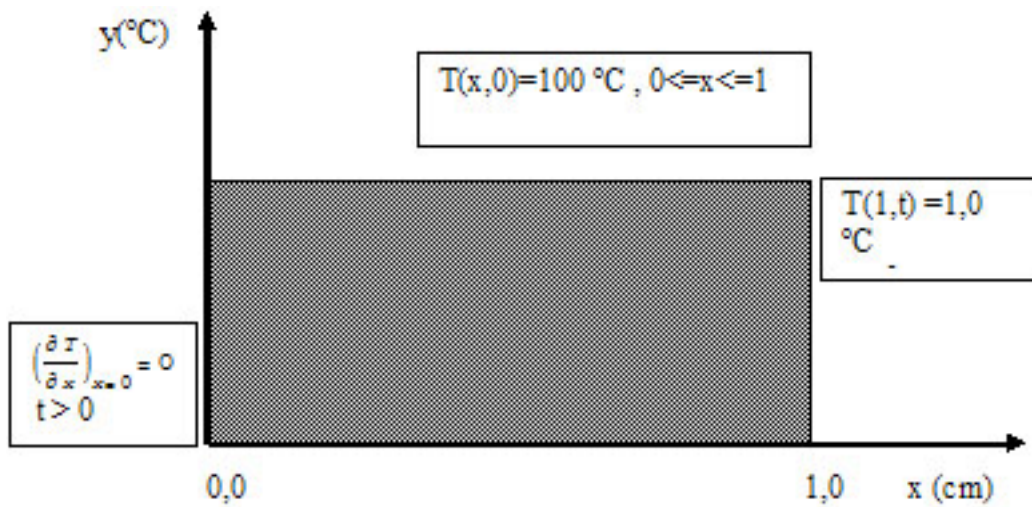 y(°C)
T(x,0)=100 °C , 0<=x<=1
T(1,t) =1,0
°C -
(∂T/∂x)x=0 = 0
t > 0
0,0
1,0
x (cm)